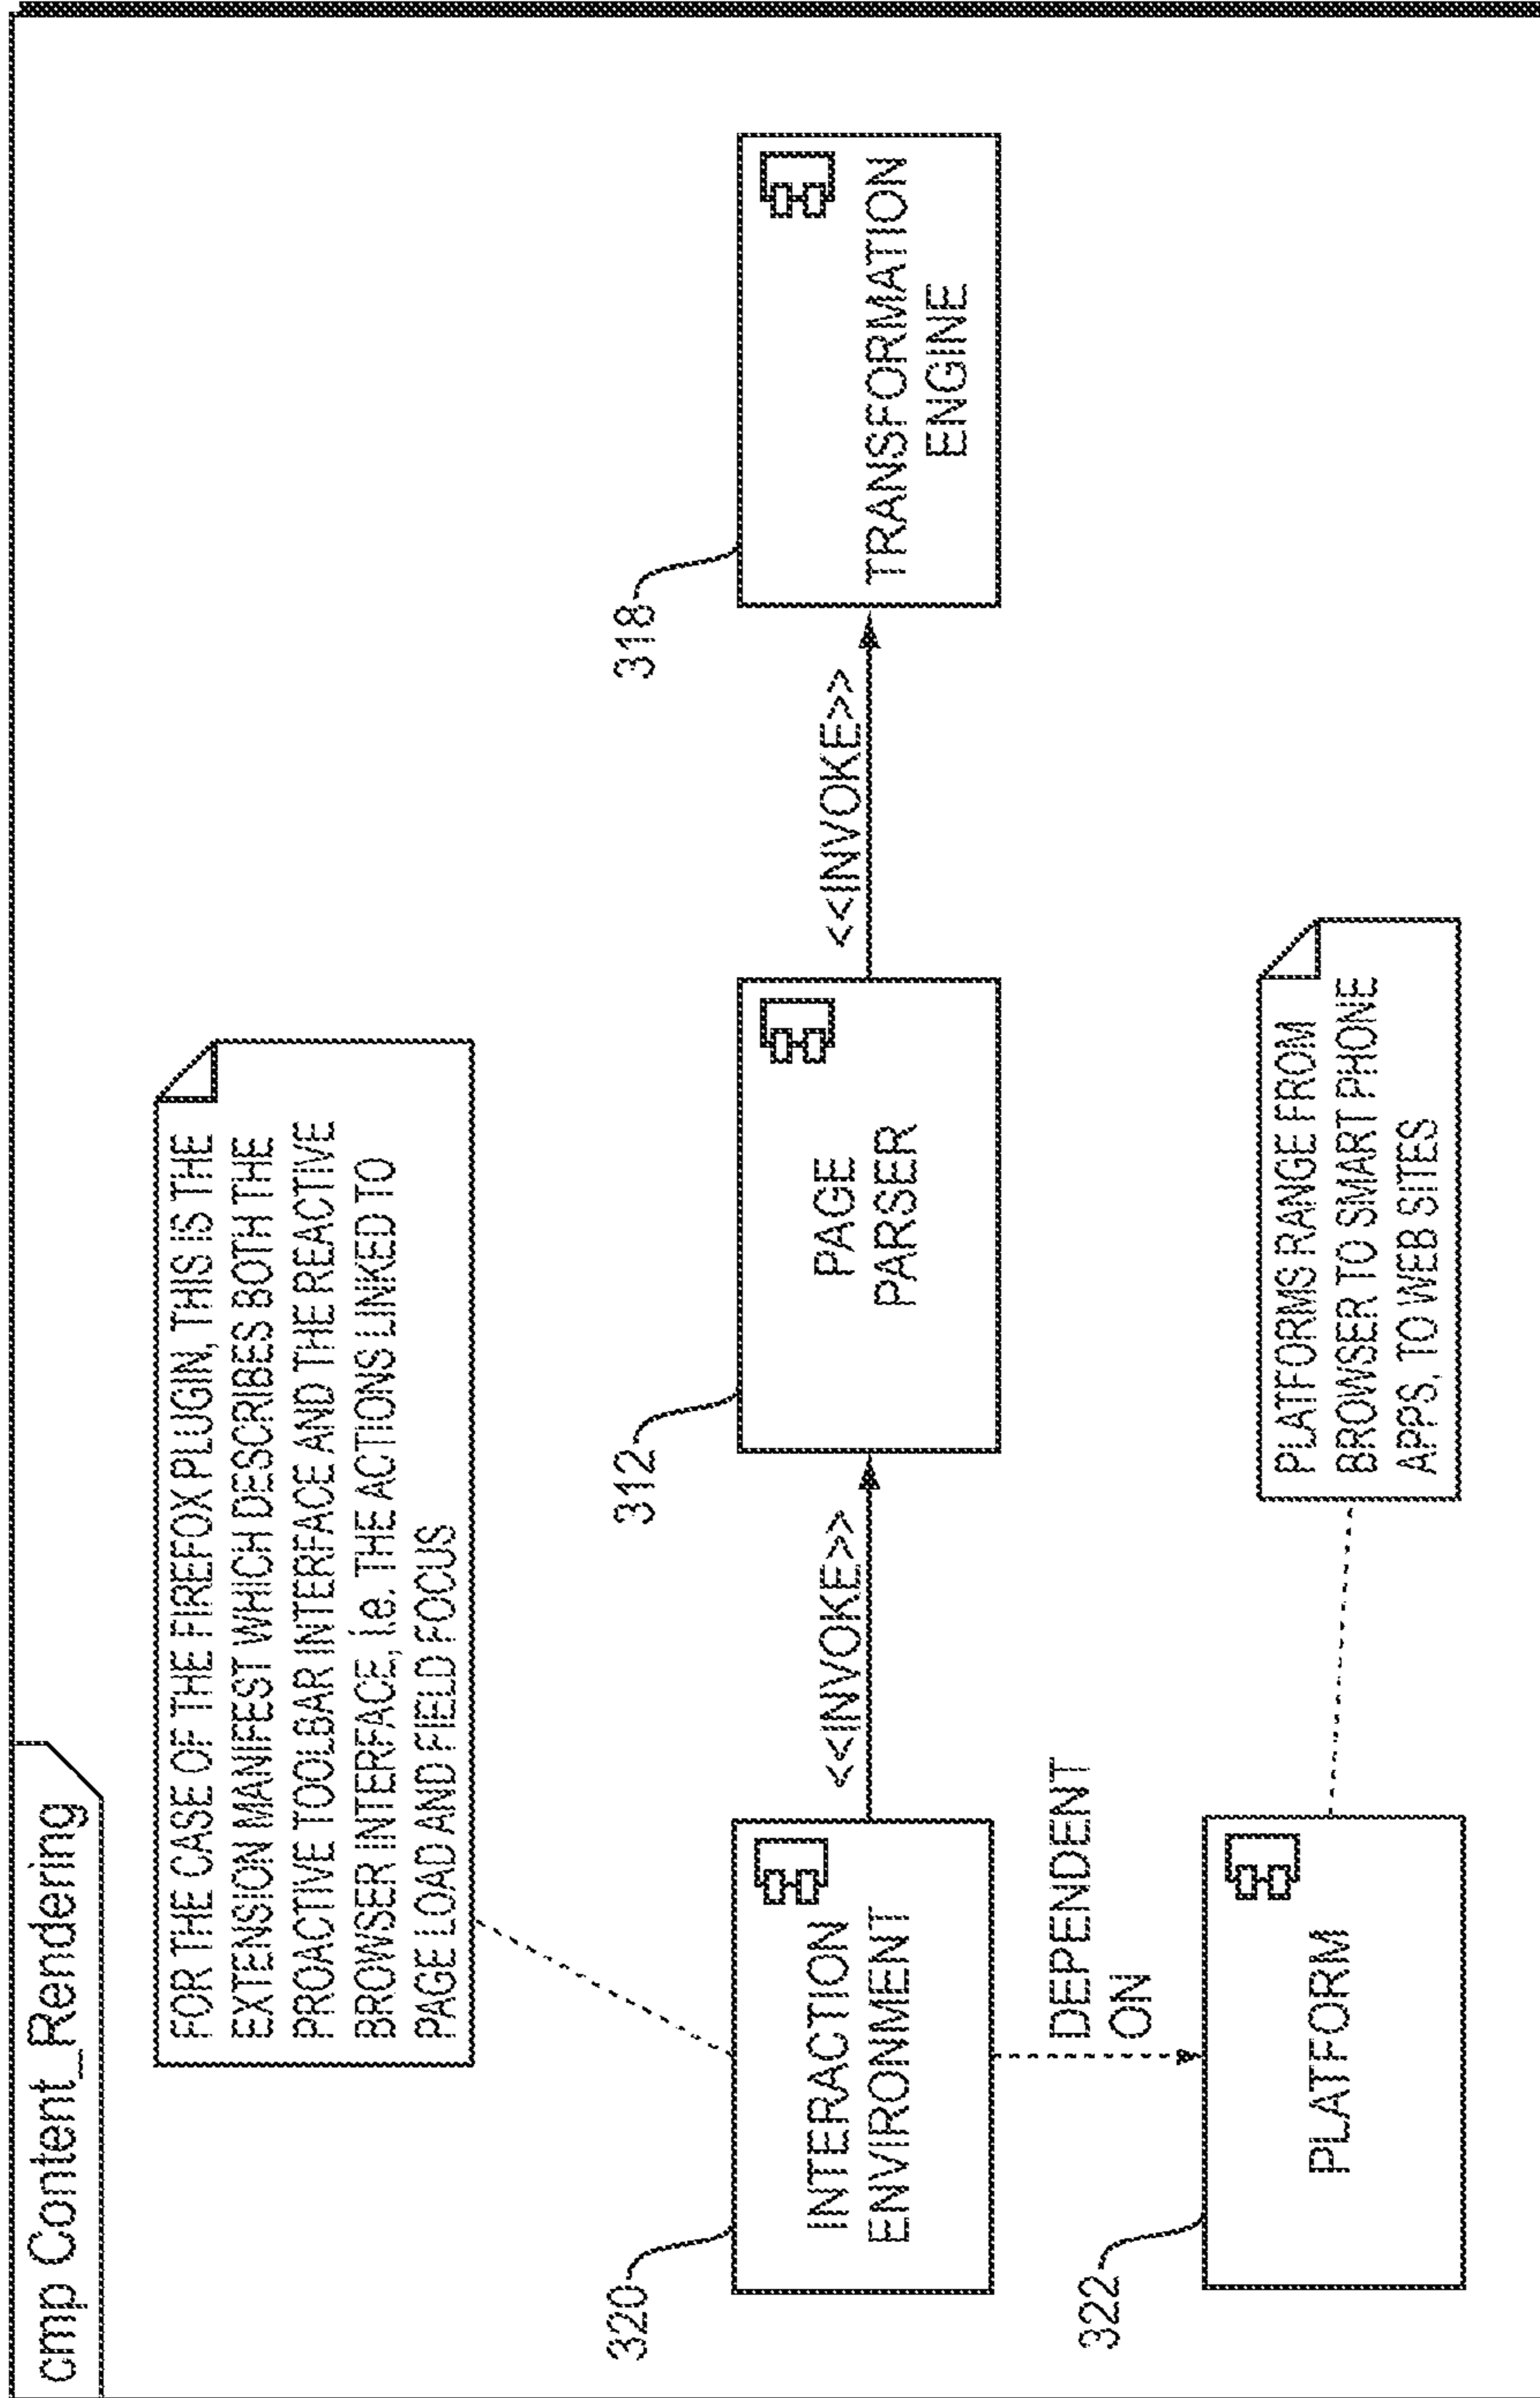 cmp Content_Rendering
FOR THE CASE OF THE FIREFOX PLUGIN, THIS IS THE
EXTENSION MANIFEST WHICH DESCRIBES BOTH THE
PROACTIVE TOOLBAR INTERFACE AND THE REACTIVE
BROWSER INTERFACE, i.e. THE ACTIONS LINKED TO
PAGE LOAD AND FIELD FOCUS
320
INTERACTION
ENVIRONMENT
<<INVOKE>>
312
PAGE
PARSER
<<INVOKE>>
318
TRANSFORMATION
ENGINE
DEPENDENT
ON
322
PLATFORM
PLATFORMS RANGE FROM
BROWSER TO SMART PHONE
APPS, TO WEB SITES